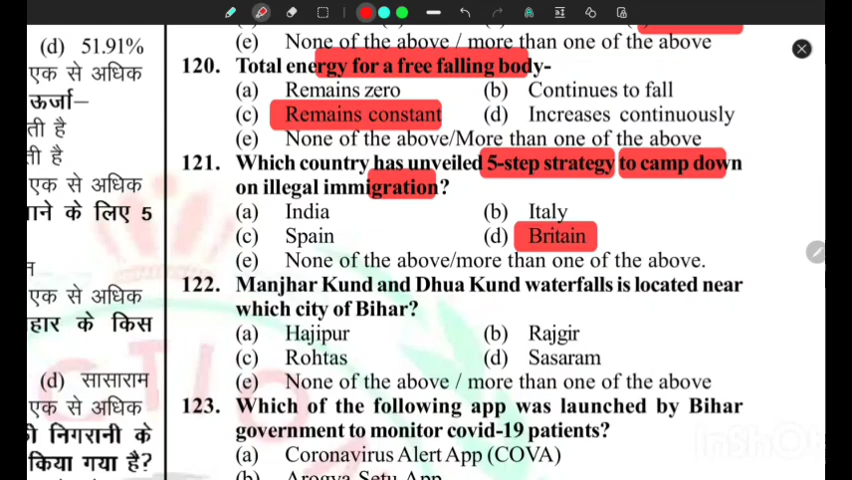 (d) 51.91%
एक से अधिक
ऊर्जा–
ती है
ती है
एक से अधिक
ाने के लिए 5
न
एक से अधिक
हार के किस
(d) सासाराम
एक से अधिक
निगरानी के
किया गया है?
(e) None of the above / more than one of the above
120. Total energy for a free falling body-
(a) Remains zero (b) Continues to fall
(c) Remains constant (d) Increases continuously
(e) None of the above/More than one of the above
121. Which country has unveiled 5-step strategy to camp down
on illegal immigration?
(a) India (b) Italy
(c) Spain (d) Britain
(e) None of the above/more than one of the above.
122. Manjhar Kund and Dhua Kund waterfalls is located near
which city of Bihar?
(a) Hajipur (b) Rajgir
(c) Rohtas (d) Sasaram
(e) None of the above / more than one of the above
123. Which of the following app was launched by Bihar
government to monitor covid-19 patients?
(a) Coronavirus Alert App (COVA)
(b) Arogya Setu App